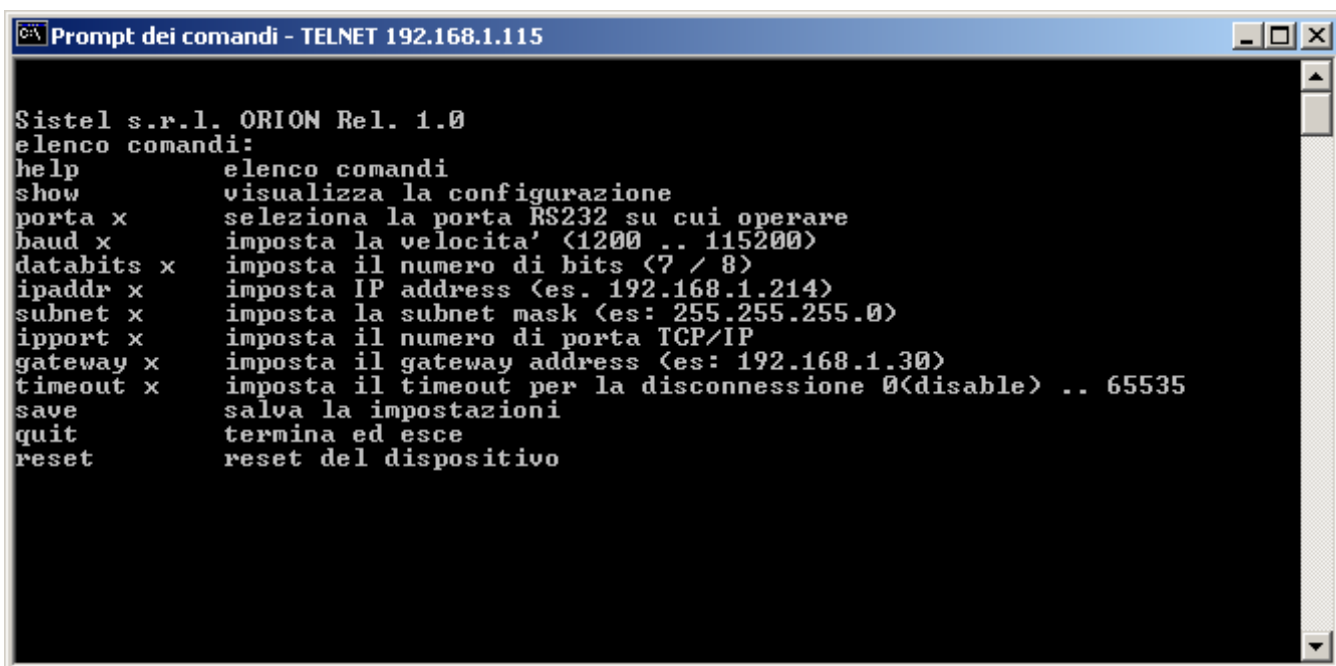 Prompt dei comandi - TELNET 192.168.1.115
Sistel s.r.l. ORION Rel. 1.0
elenco comandi:
help elenco comandi
show visualizza la configurazione
porta x seleziona la porta RS232 su cui operare
baud x imposta la velocita' (1200 .. 115200)
databits x imposta il numero di bits (7 / 8)
ipaddr x imposta IP address (es. 192.168.1.214)
subnet x imposta la subnet mask (es: 255.255.255.0)
ipport x imposta il numero di porta TCP/IP
gateway x imposta il gateway address (es: 192.168.1.30)
timeout x imposta il timeout per la disconnessione 0(disable) .. 65535
save salva la impostazioni
quit termina ed esce
reset reset del dispositivo